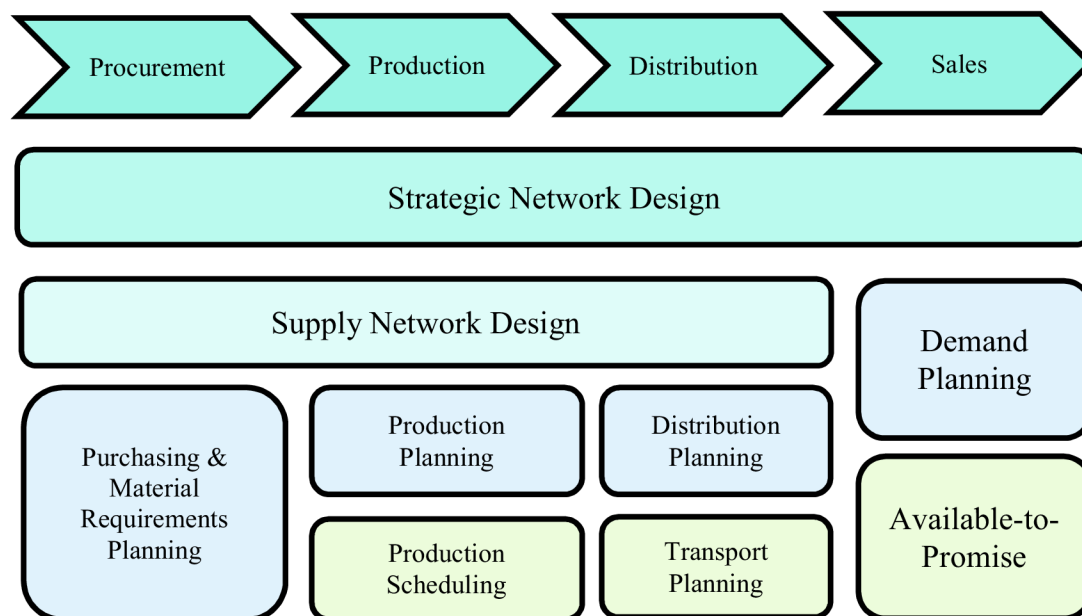 Procurement
Production
Distribution
Sales
Strategic Network Design
Supply Network Design
Demand
Planning
Purchasing &
Material
Requirements
Planning
Production
Planning
Distribution
Planning
Available-to-
Promise
Production
Scheduling
Transport
Planning